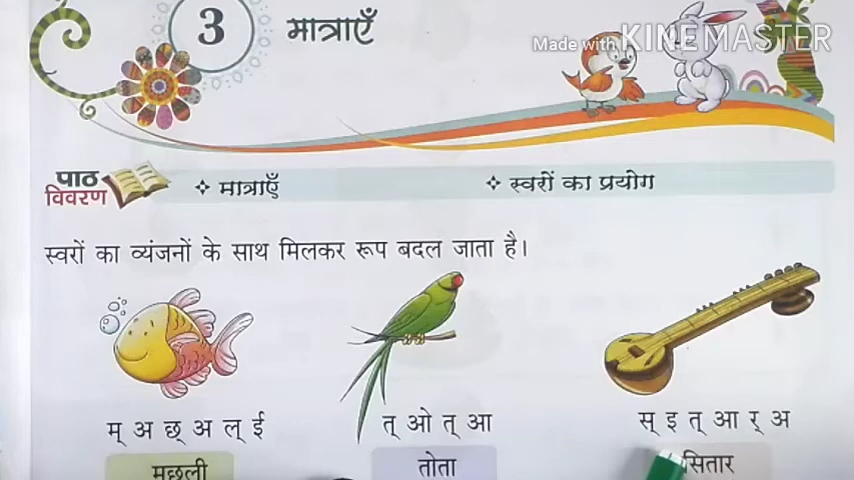 3 मात्राएँ
Made with KINEMASTER
पाठ
विवरण
❖ मात्राएँ ❖ स्वरों का प्रयोग
स्वरों का व्यंजनों के साथ मिलकर रूप बदल जाता है।
म् अ छ् अ ल् ई त् ओ त् आ स् इ त् आ र् अ
मछली तोता सितार